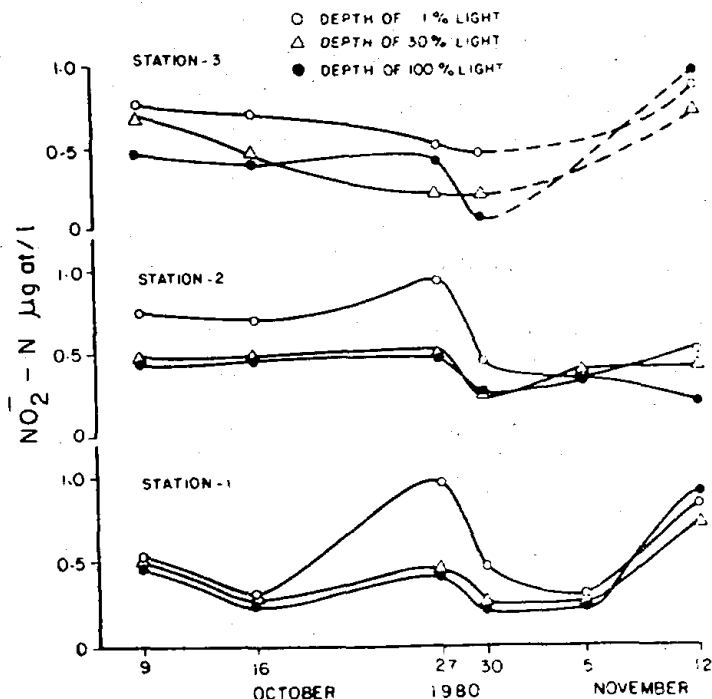 ○ DEPTH OF 1% LIGHT
△ DEPTH OF 30% LIGHT
● DEPTH OF 100% LIGHT
STATION-3
1.0
0.5
0
STATION-2
1.0
0.5
0
STATION-1
1.0
0.5
0
NO₂⁻ - N µg at/l
9 16 27 30 5 12
OCTOBER 1980 NOVEMBER